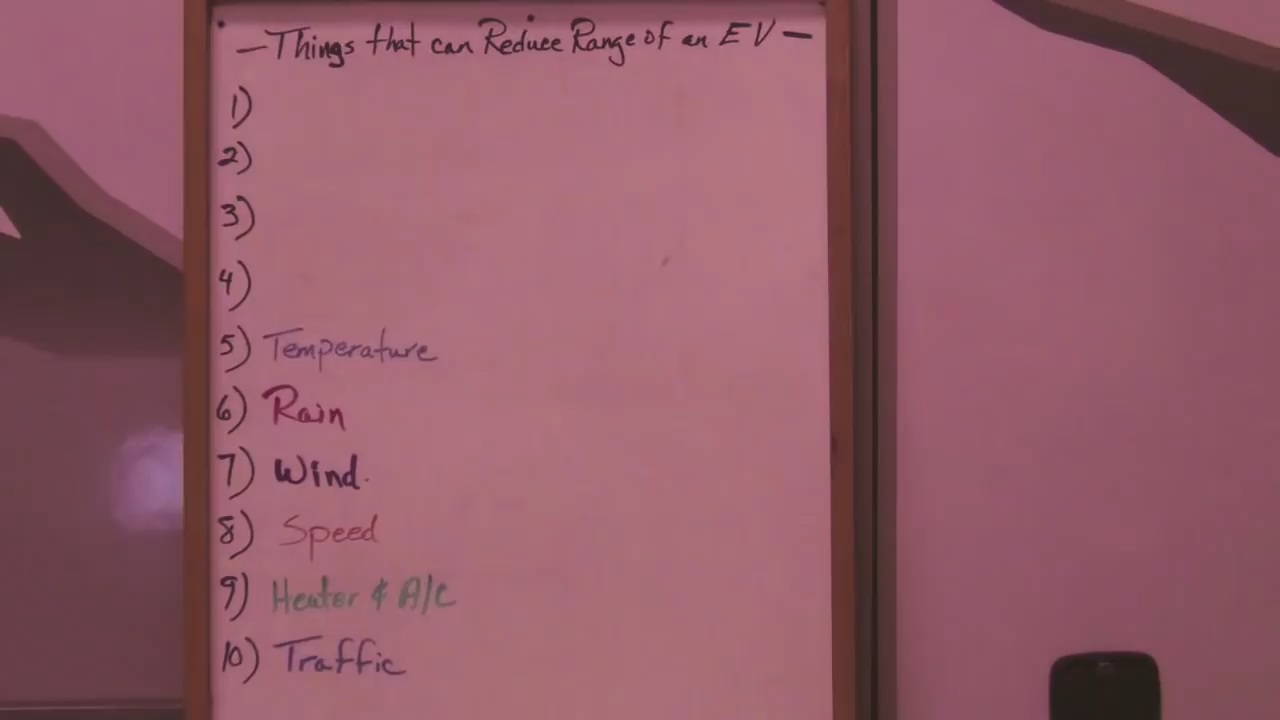 — Things that can Reduce Range of an EV —
1)
2)
3)
4)
5) Temperature
6) Rain
7) Wind.
8) Speed
9) Heater & A/C
10) Traffic